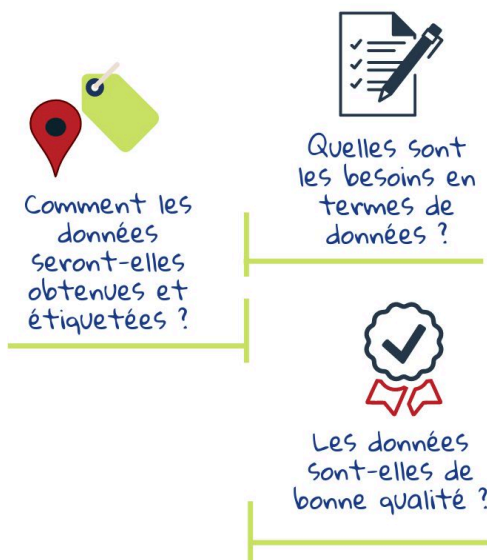 Quelles sont
les besoins en
termes de
données ?
Comment les
données
seront-elles
obtenues et
étiquetées ?
Les données
sont-elles de
bonne qualité ?